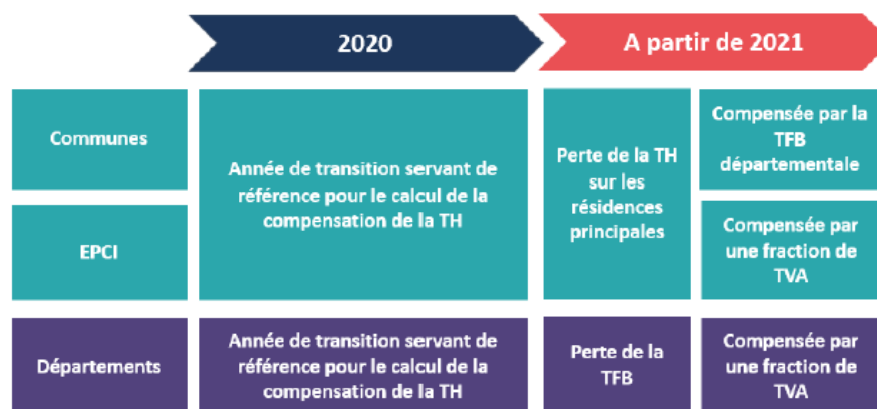 2020
A partir de 2021
Communes
Année de transition servant de
référence pour le calcul de la
compensation de la TH
Perte de la TH
sur les
résidences
principales
Compensée par la
TFB
départementale
EPCI
Compensée par
une fraction de
TVA
Départements
Année de transition servant de
référence pour le calcul de la
compensation de la TH
Perte de la
TFB
Compensée par
une fraction de
TVA